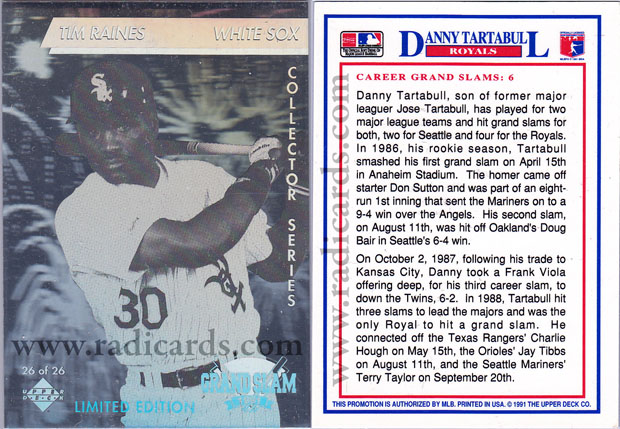 TIM RAINES WHITE SOX
COLLECTOR SERIES
Sox
30
Sox
www.radicards.com
26 of 26
UPPER DECK
GRAND SLAM
LIMITED EDITION
DANNY TARTABULL
ROYALS
CAREER GRAND SLAMS: 6
Danny Tartabull, son of former major
leaguer Jose Tartabull, has played for two
major league teams and hit grand slams for
both, two for Seattle and four for the Royals.
In 1986, his rookie season, Tartabull
smashed his first grand slam on April 15th
in Anaheim Stadium. The homer came off
starter Don Sutton and was part of an eight-
run 1st inning that sent the Mariners on to a
9-4 win over the Angels. His second slam,
on August 11th, was hit off Oakland's Doug
Bair in Seattle's 6-4 win.
On October 2, 1987, following his trade to
Kansas City, Danny took a Frank Viola
offering deep, for his third career slam, to
down the Twins, 6-2. In 1988, Tartabull hit
three slams to lead the majors and was the
only Royal to hit a grand slam. He
connected off the Texas Rangers' Charlie
Hough on May 15th, the Orioles' Jay Tibbs
on August 11th, and the Seattle Mariners'
Terry Taylor on September 20th.
THIS PROMOTION IS AUTHORIZED BY MLB. PRINTED IN USA. © 1991 THE UPPER DECK CO.
www.radicards.com